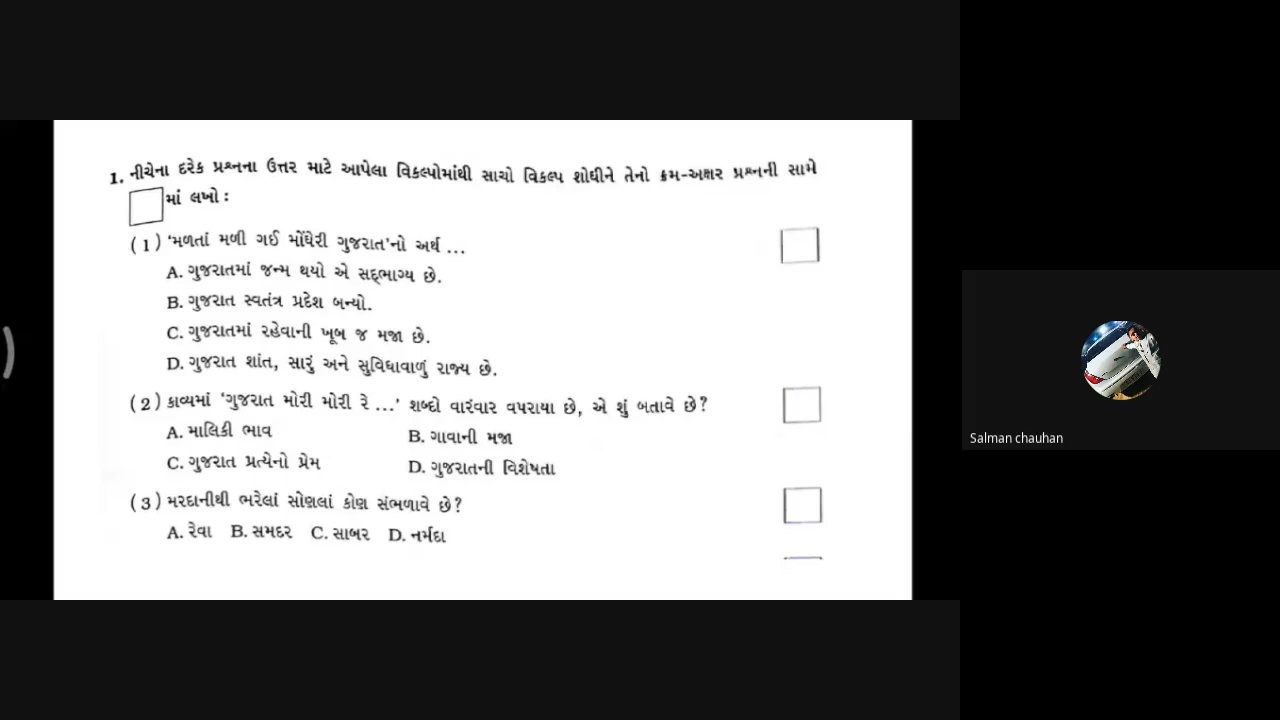 1. નીચેના દરેક પ્રશ્નના ઉત્તર માટે આપેલા વિકલ્પોમાંથી સાચો વિકલ્પ શોધીને તેનો ક્રમ-અક્ષર પ્રશ્નની સામે
માં લખો :
(1) ‘મળતાં મળી ગઈ મોંઘેરી ગુજરાત’નો અર્થ ...
A. ગુજરાતમાં જન્મ થયો એ સદ્ભાગ્ય છે.
B. ગુજરાત સ્વતંત્ર પ્રદેશ બન્યો.
C. ગુજરાતમાં રહેવાની ખૂબ જ મજા છે.
D. ગુજરાત શાંત, સારું અને સુવિધાવાળું રાજ્ય છે.
(2) કાવ્યમાં ‘ગુજરાત મોરી મોરી રે ...’ શબ્દો વારંવાર વપરાયા છે, એ શું બતાવે છે?
A. માલિકી ભાવ B. ગાવાની મજા
C. ગુજરાત પ્રત્યેનો પ્રેમ D. ગુજરાતની વિશેષતા
(3) મરદાનીથી ભરેલાં સોણલાં કોણ સંભળાવે છે?
A. રેવા B. સમદર C. સાબર D. નર્મદા
Salman chauhan